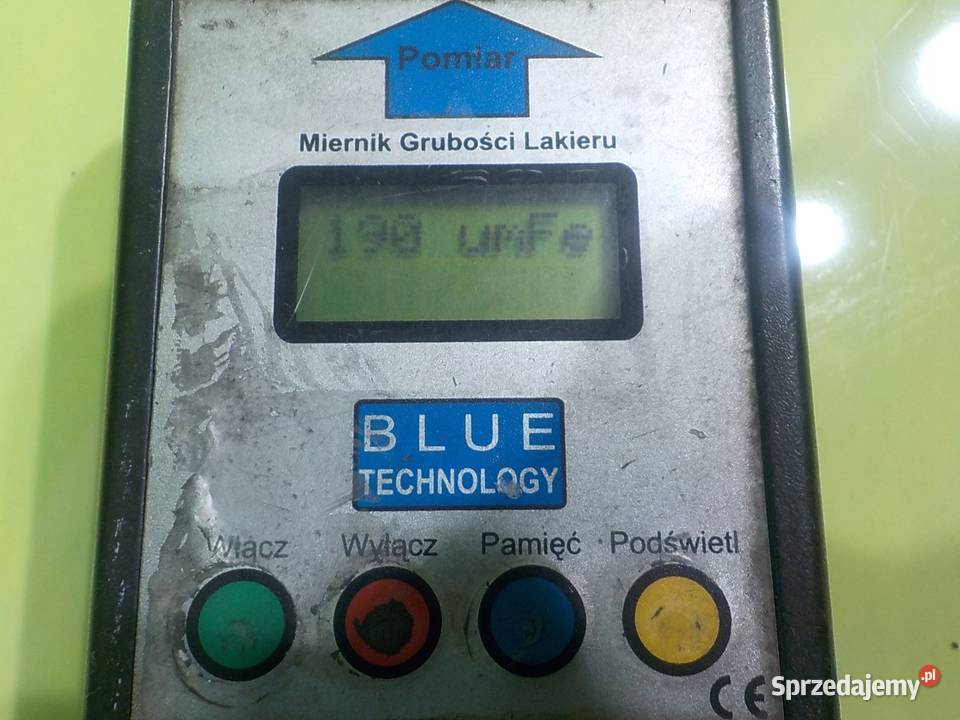 Pomiar
Miernik Grubości Lakieru
190 umFe
BLUE
TECHNOLOGY
Włącz Wyłącz Pamięć Podświetl
CE
Sprzedajemy.pl